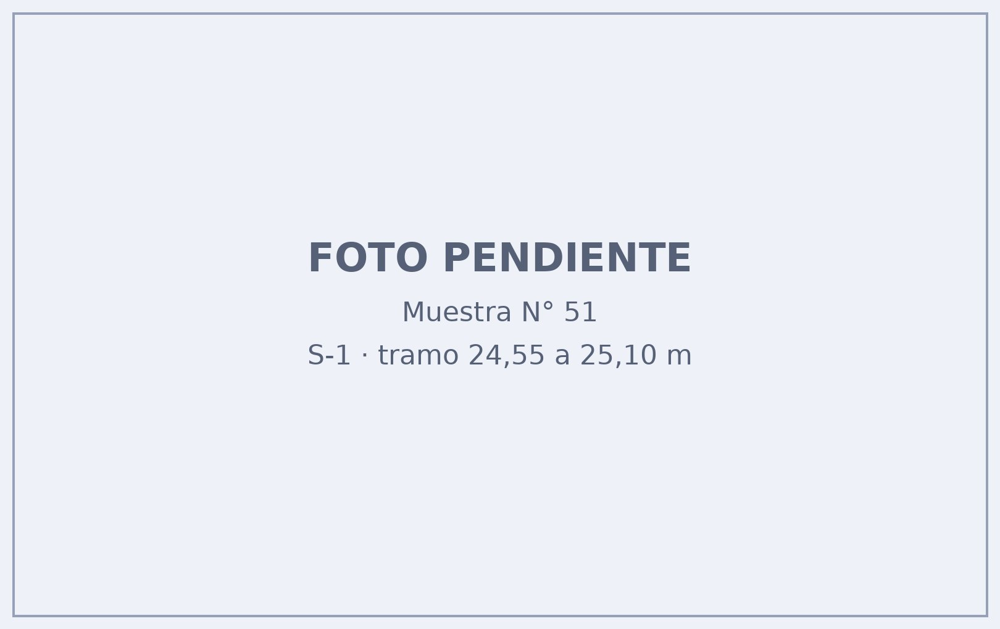 FOTO PENDIENTE
Muestra N° 51
S-1 · tramo 24,55 a 25,10 m